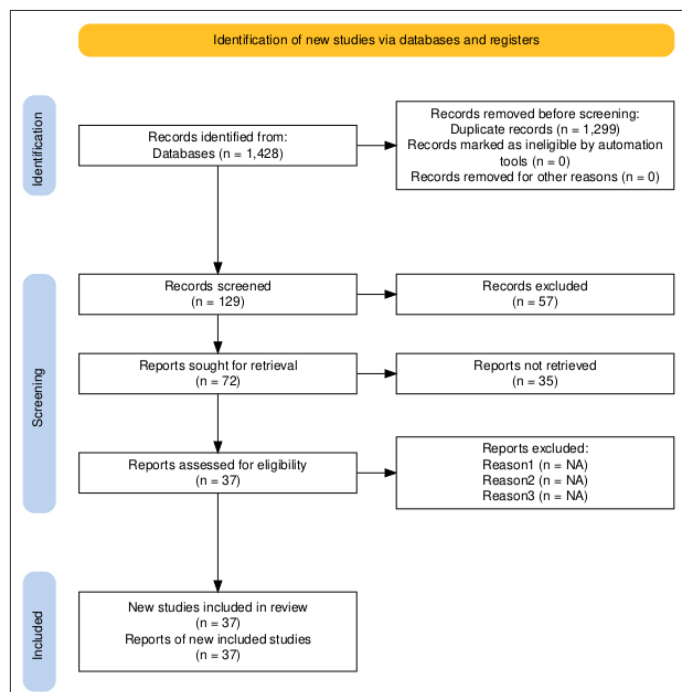 Identification of new studies via databases and registers
Identification
Records identified from:
Databases (n = 1,428)
Records removed before screening:
Duplicate records (n = 1,299)
Records marked as ineligible by automation
tools (n = 0)
Records removed for other reasons (n = 0)
Screening
Records screened
(n = 129)
Records excluded
(n = 57)
Reports sought for retrieval
(n = 72)
Reports not retrieved
(n = 35)
Reports assessed for eligibility
(n = 37)
Reports excluded:
Reason1 (n = NA)
Reason2 (n = NA)
Reason3 (n = NA)
Included
New studies included in review
(n = 37)
Reports of new included studies
(n = 37)